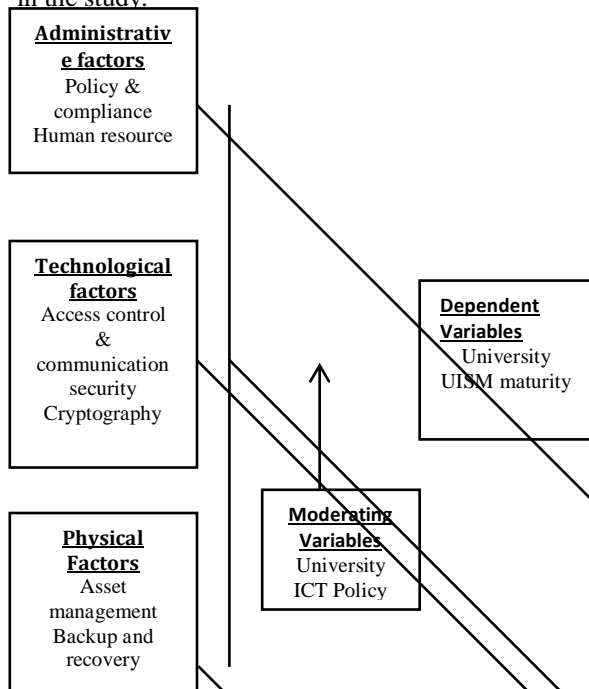 in the study.
Administrativ
e factors
Policy &
compliance
Human resource
Technological
factors
Access control
&
communication
security
Cryptography
Physical
Factors
Asset
management
Backup and
recovery
Moderating
Variables
University
ICT Policy
Dependent
Variables
University
UISM maturity